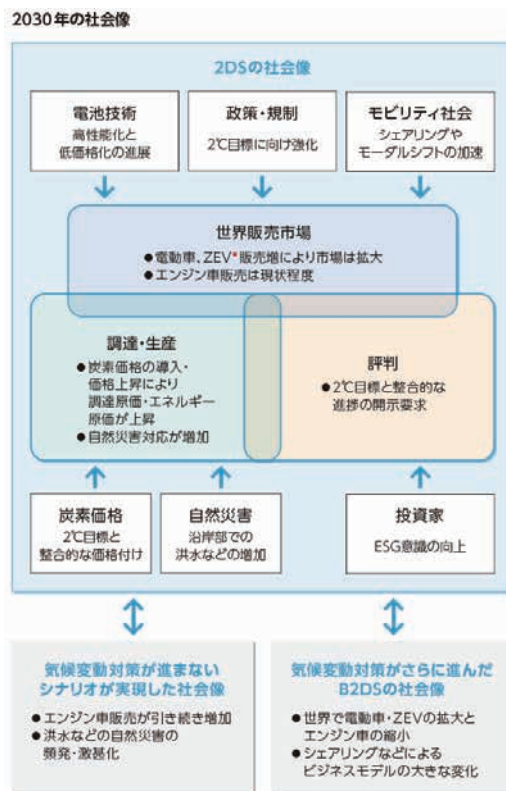 2030年の社会像
2DSの社会像
電池技術
高性能化と
低価格化の進展
政策・規制
2℃目標に向け強化
モビリティ社会
シェアリングや
モーダルシフトの加速
世界販売市場
●電動車、ZEV*販売増により市場は拡大
●エンジン車販売は現状程度
調達・生産
●炭素価格の導入・
価格上昇により
調達原価・エネルギー
原価が上昇
●自然災害対応が増加
評判
●2℃目標と整合的な
進捗の開示要求
炭素価格
2℃目標と
整合的な価格付け
自然災害
沿岸部での
洪水などの増加
投資家
ESG意識の向上
気候変動対策が進まない
シナリオが実現した社会像
●エンジン車販売が引き続き増加
●洪水などの自然災害の
頻発・激甚化
気候変動対策がさらに進んだ
B2DSの社会像
●世界で電動車・ZEVの拡大と
エンジン車の縮小
●シェアリングなどによる
ビジネスモデルの大きな変化